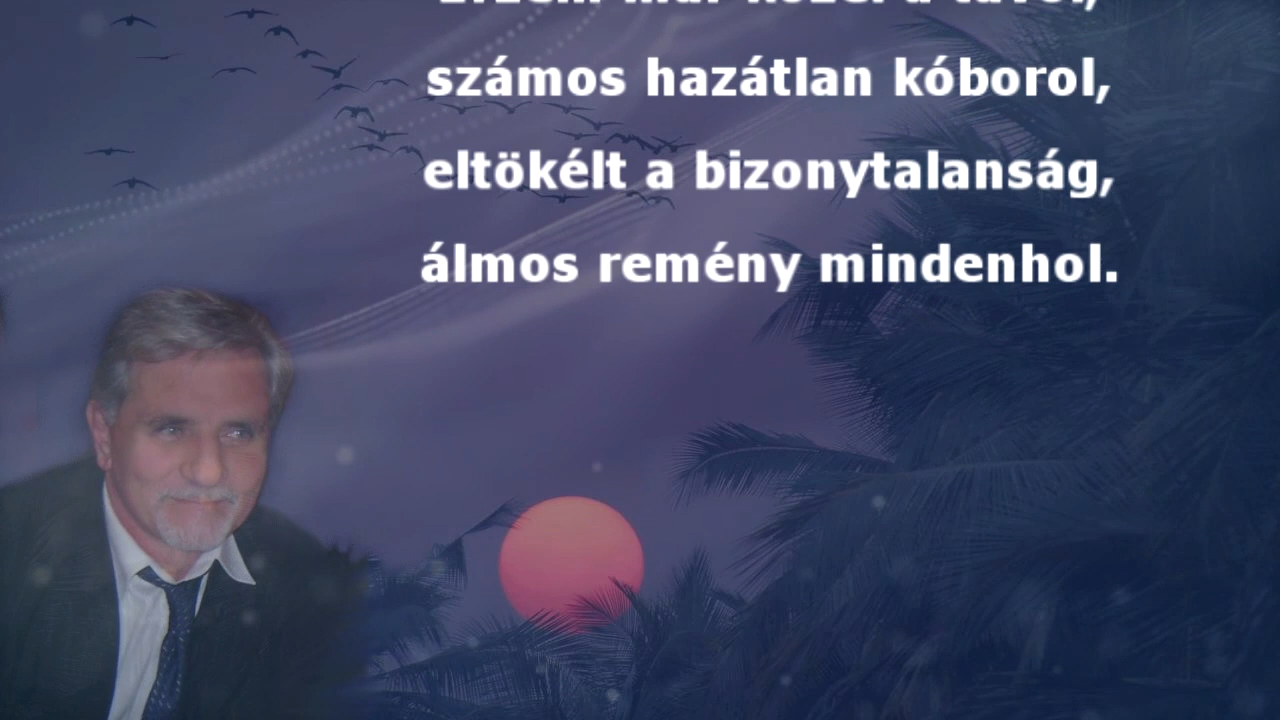 számos hazátlan kóborol,
eltökélt a bizonytalanság,
álmos remény mindenhol.